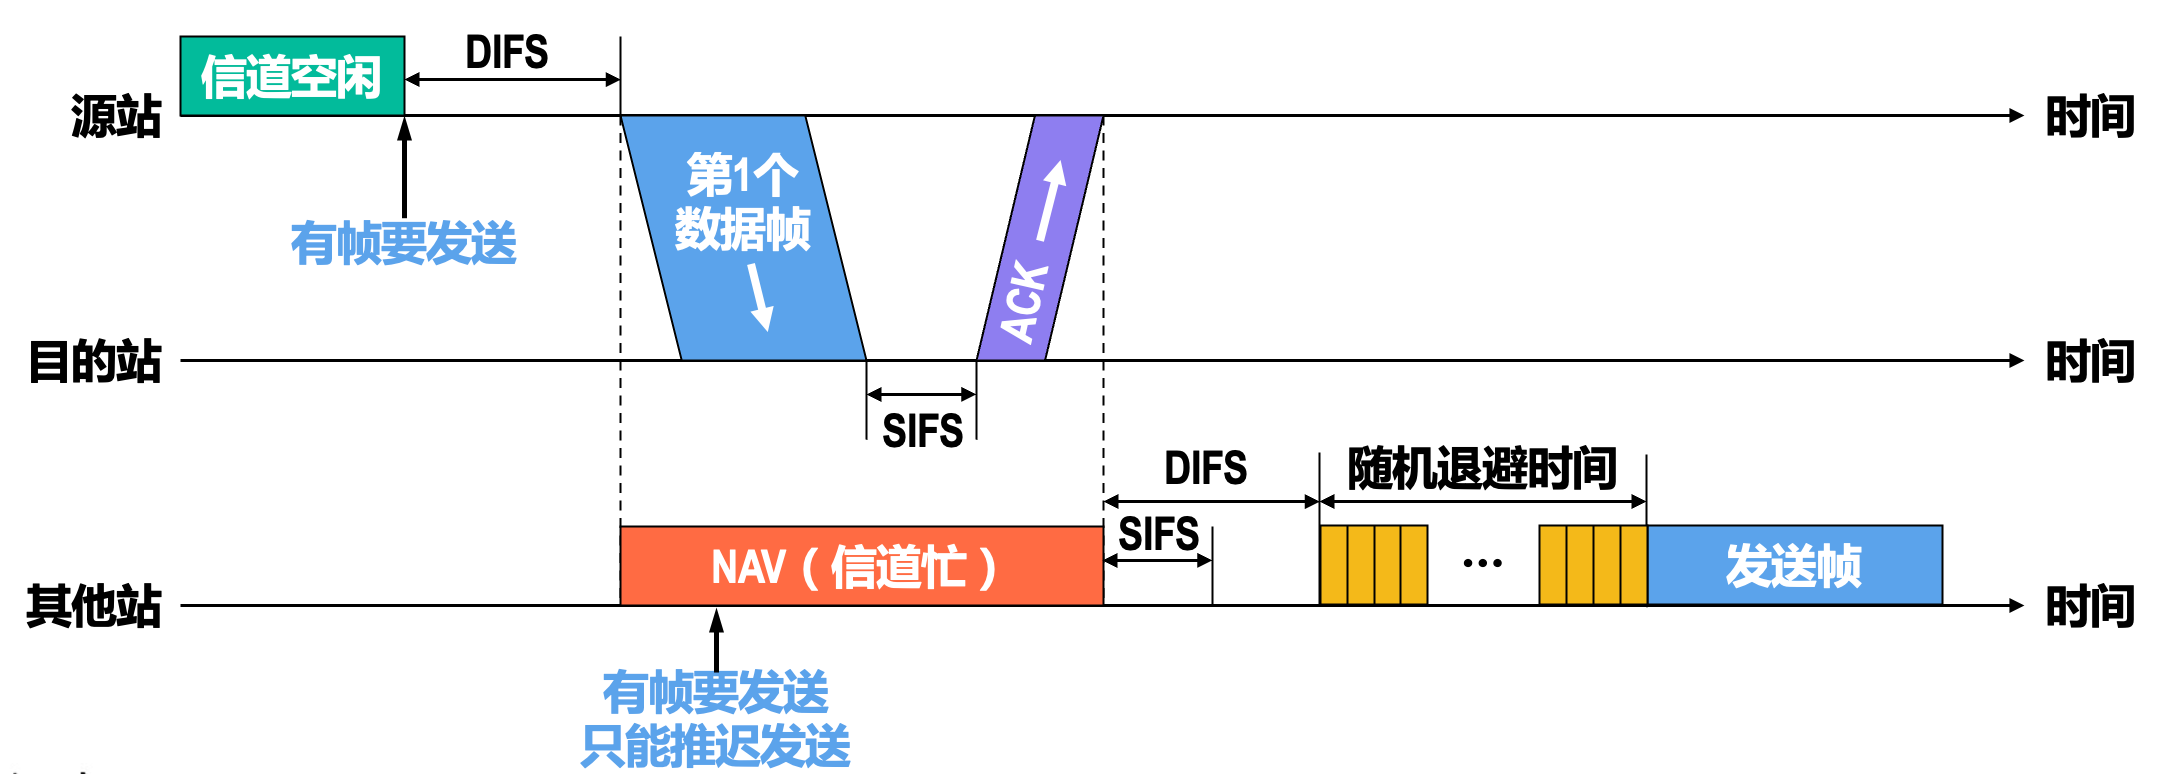 信道空闲
DIFS
源站
时间
第1个
数据帧
有帧要发送
ACK
目的站
时间
SIFS
DIFS
随机退避时间
SIFS
NAV（信道忙）
...
发送帧
其他站
时间
有帧要发送
只能推迟发送